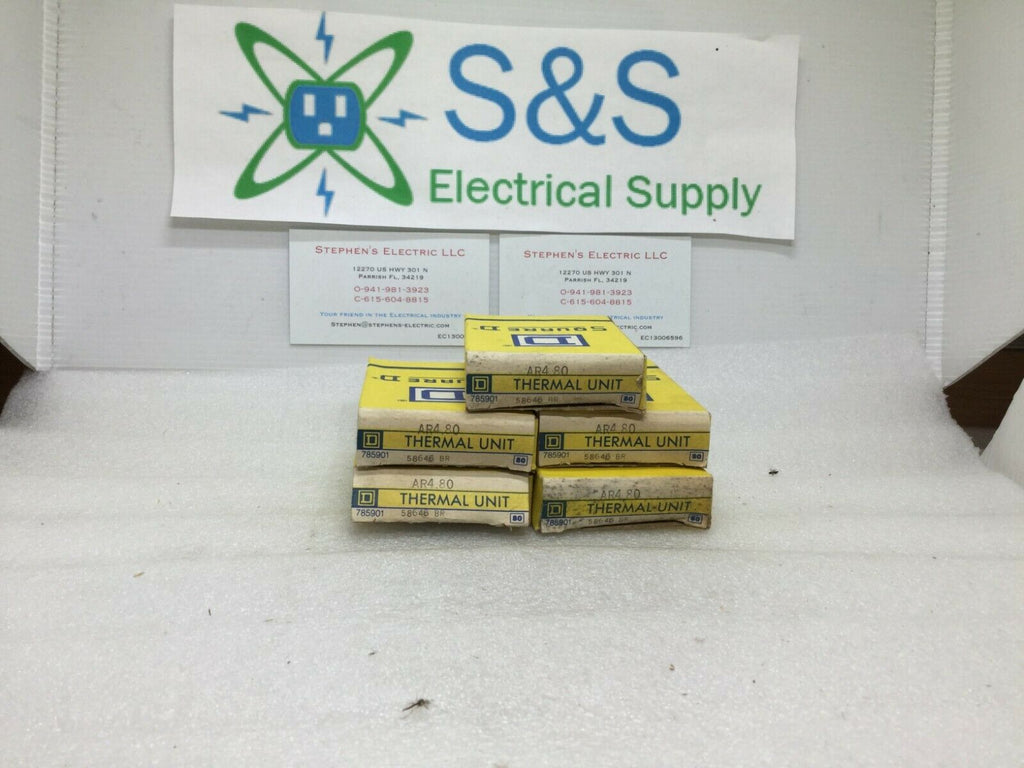 S&S
Electrical Supply
STEPHEN'S ELECTRIC LLC
12270 US HWY 301 N
PARRISH FL, 34219
O-941-981-3923
C-615-604-8815
YOUR FRIEND IN THE ELECTRICAL INDUSTRY
STEPHEN@STEPHENS-ELECTRIC.COM
EC1300
STEPHEN'S ELECTRIC LLC
12270 US HWY 301 N
PARRISH FL, 34219
O-941-981-3923
C-615-604-8815
INDUSTRY
EC13006596
SQUARE D
D
AR4.80
D THERMAL UNIT
785901 58646 BR 80
SQUARE D
D
AR4.80
D THERMAL UNIT
785901 58646 BR 80
AR4.80
D THERMAL UNIT
785901 58646 BR 80
AR4.80
D THERMAL UNIT
785901 58646 BR 80
AR4.80
D THERMAL-UNIT
785901 58646 BR 80